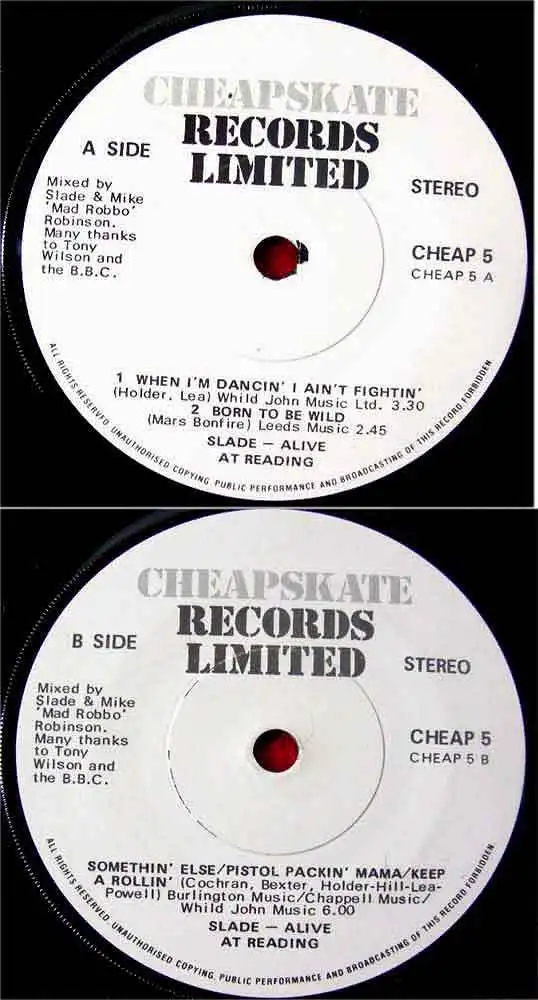 CHEAPSKATE
RECORDS
LIMITED
A SIDE
STEREO
Mixed by
Slade & Mike
'Mad Robbo'
Robinson.
Many thanks
to Tony
Wilson and
the B.B.C.
CHEAP 5
CHEAP 5 A
1 WHEN I'M DANCIN' I AIN'T FIGHTIN'
(Holder, Lea) Whild John Music Ltd. 3.30
2 BORN TO BE WILD
(Mars Bonfire) Leeds Music 2.45
SLADE — ALIVE
AT READING
ALL RIGHTS RESERVED. UNAUTHORISED COPYING, PUBLIC PERFORMANCE AND BROADCASTING OF THIS RECORD FORBIDDEN.
CHEAPSKATE
RECORDS
LIMITED
B SIDE
STEREO
Mixed by
Slade & Mike
'Mad Robbo'
Robinson.
Many thanks
to Tony
Wilson and
the B.B.C.
CHEAP 5
CHEAP 5 B
SOMETHIN' ELSE/PISTOL PACKIN' MAMA/KEEP
A ROLLIN' (Cochran, Bexter, Holder-Hill-Lea-
Powell) Burlington Music/Chappell Music/
Whild John Music 6.00
SLADE — ALIVE
AT READING
ALL RIGHTS RESERVED. UNAUTHORISED COPYING, PUBLIC PERFORMANCE AND BROADCASTING OF THIS RECORD FORBIDDEN.